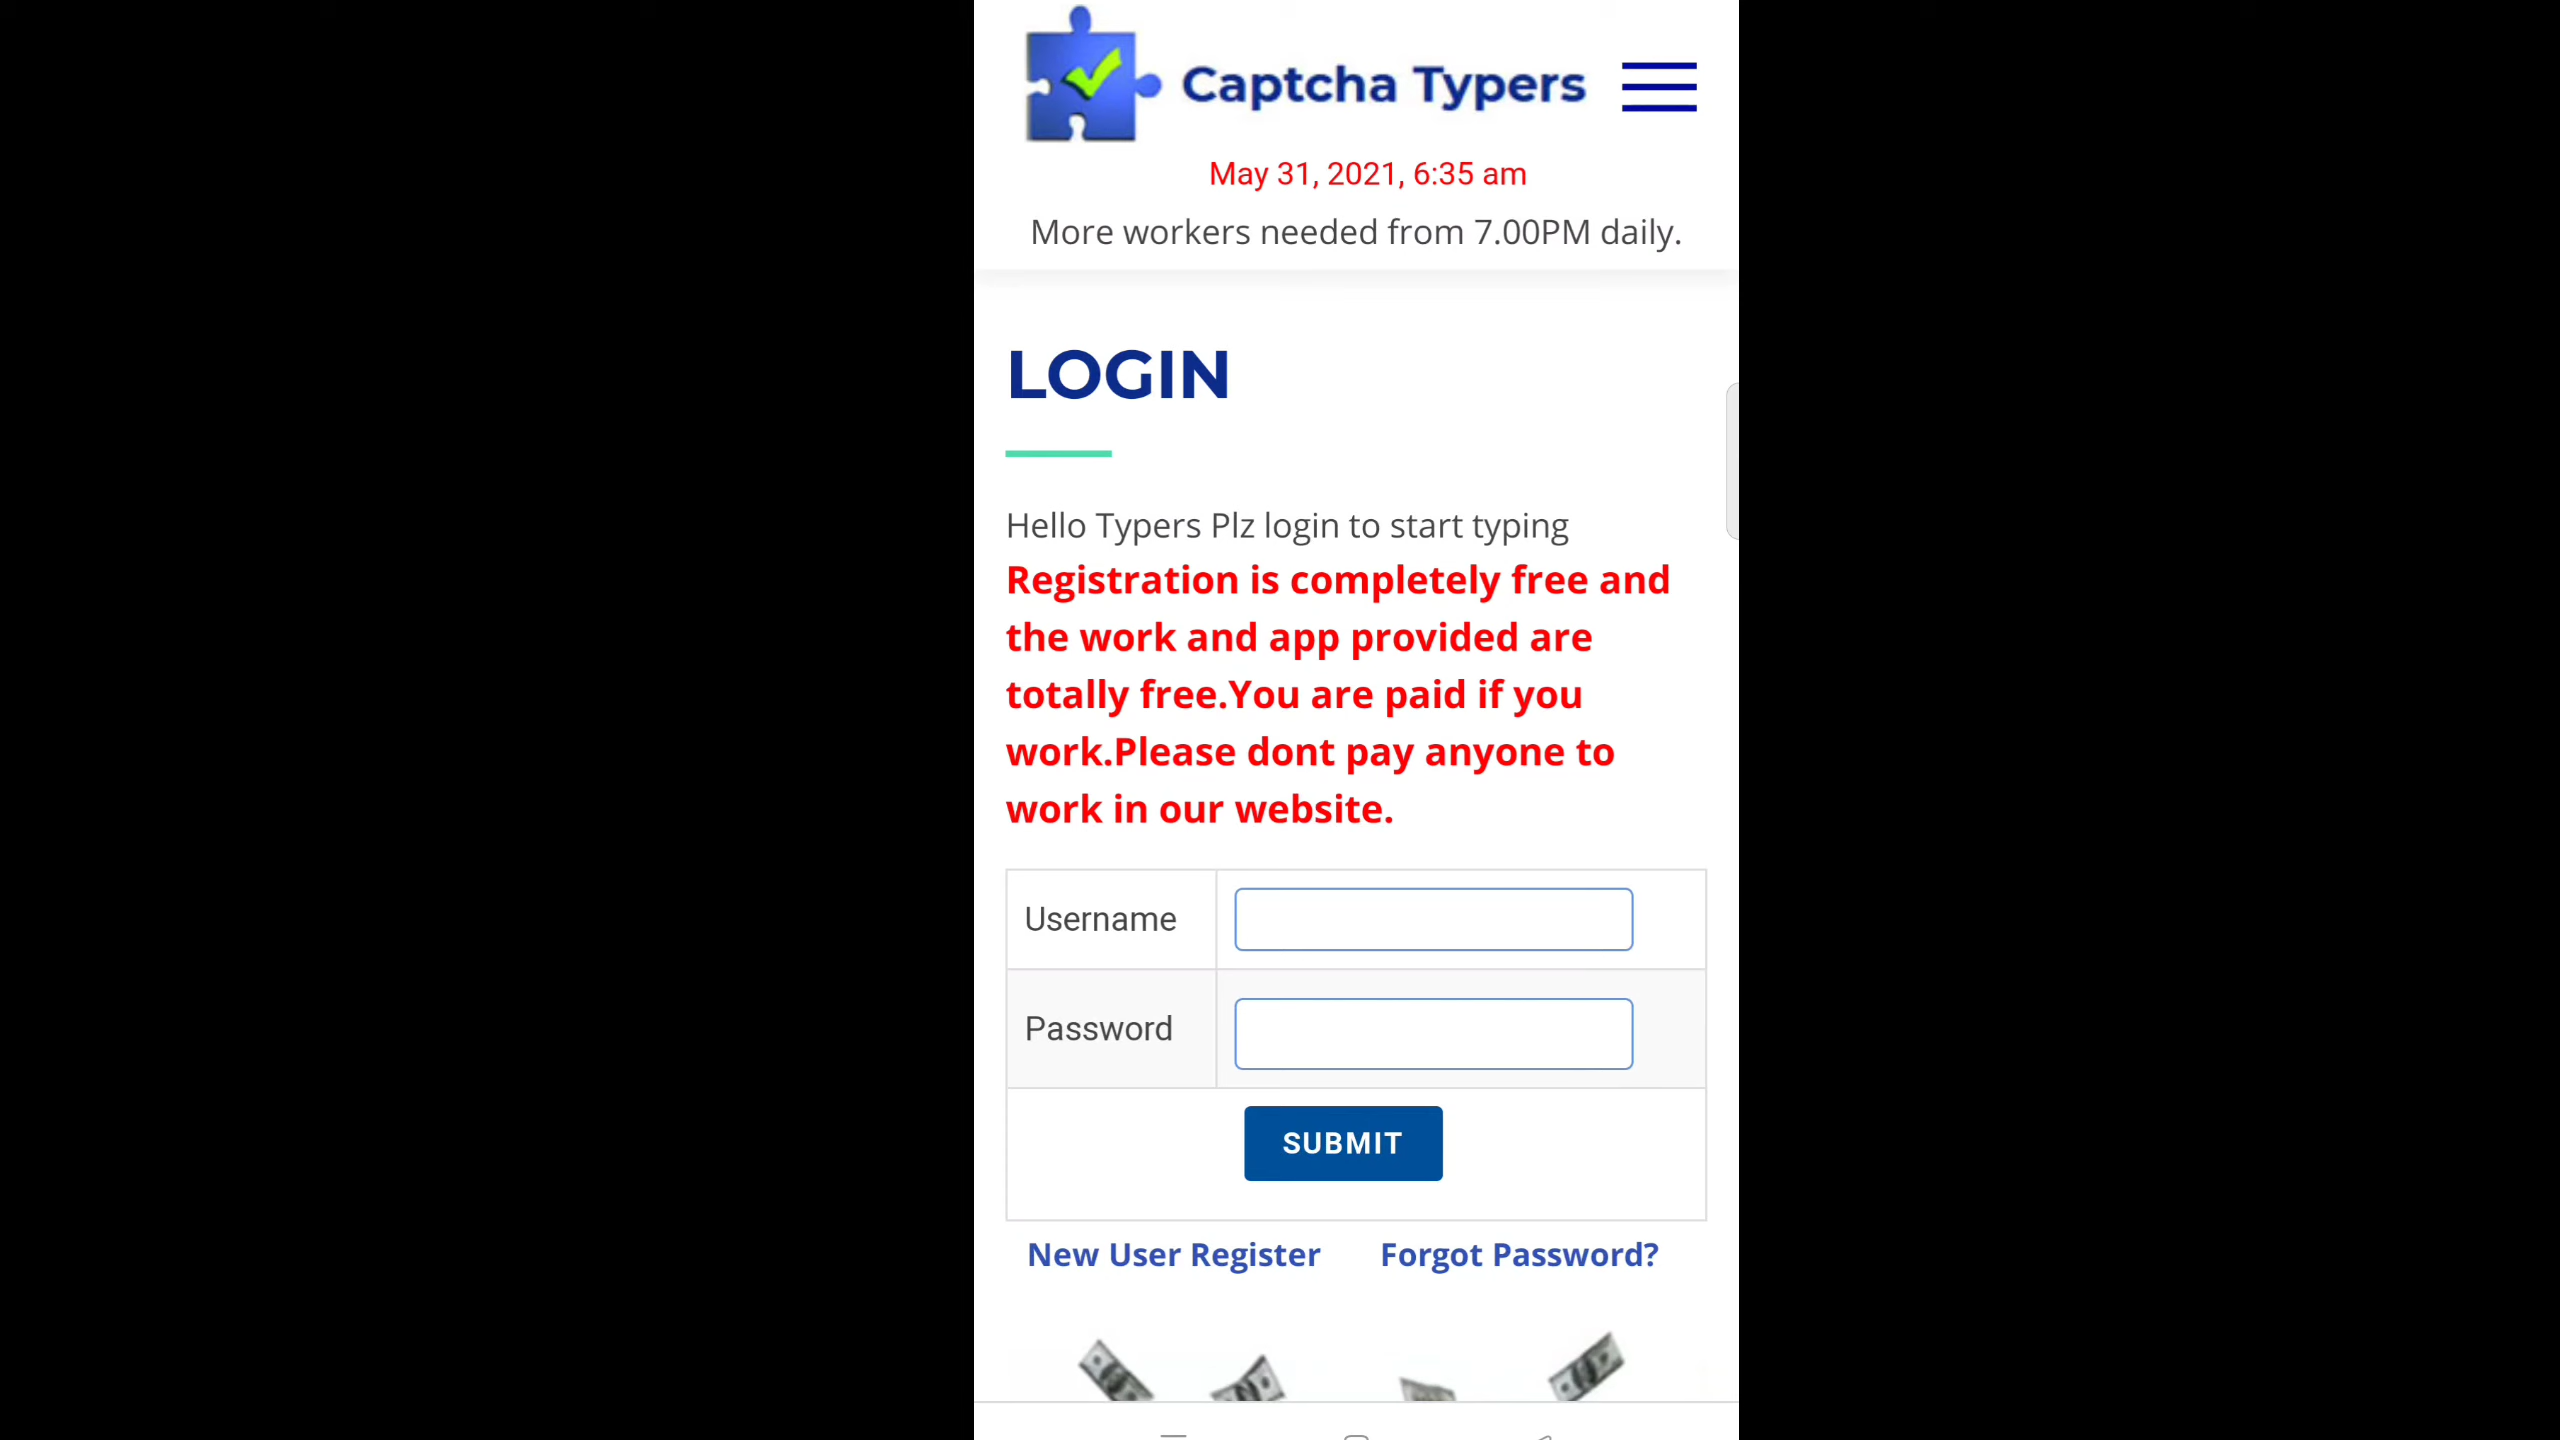 Captcha Typers
May 31, 2021, 6:35 am
More workers needed from 7.00PM daily.
LOGIN
Hello Typers Plz login to start typing
Registration is completely free and
the work and app provided are
totally free.You are paid if you
work.Please dont pay anyone to
work in our website.
Username
Password
SUBMIT
New User Register Forgot Password?